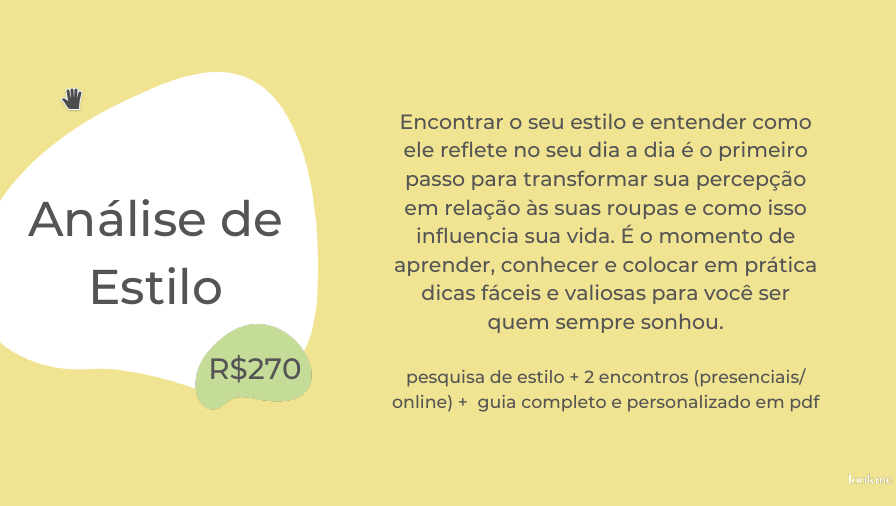 Análise de
Estilo
R$270
Encontrar o seu estilo e entender como
ele reflete no seu dia a dia é o primeiro
passo para transformar sua percepção
em relação às suas roupas e como isso
influencia sua vida. É o momento de
aprender, conhecer e colocar em prática
dicas fáceis e valiosas para você ser
quem sempre sonhou.
pesquisa de estilo + 2 encontros (presenciais/
online) +  guia completo e personalizado em pdf